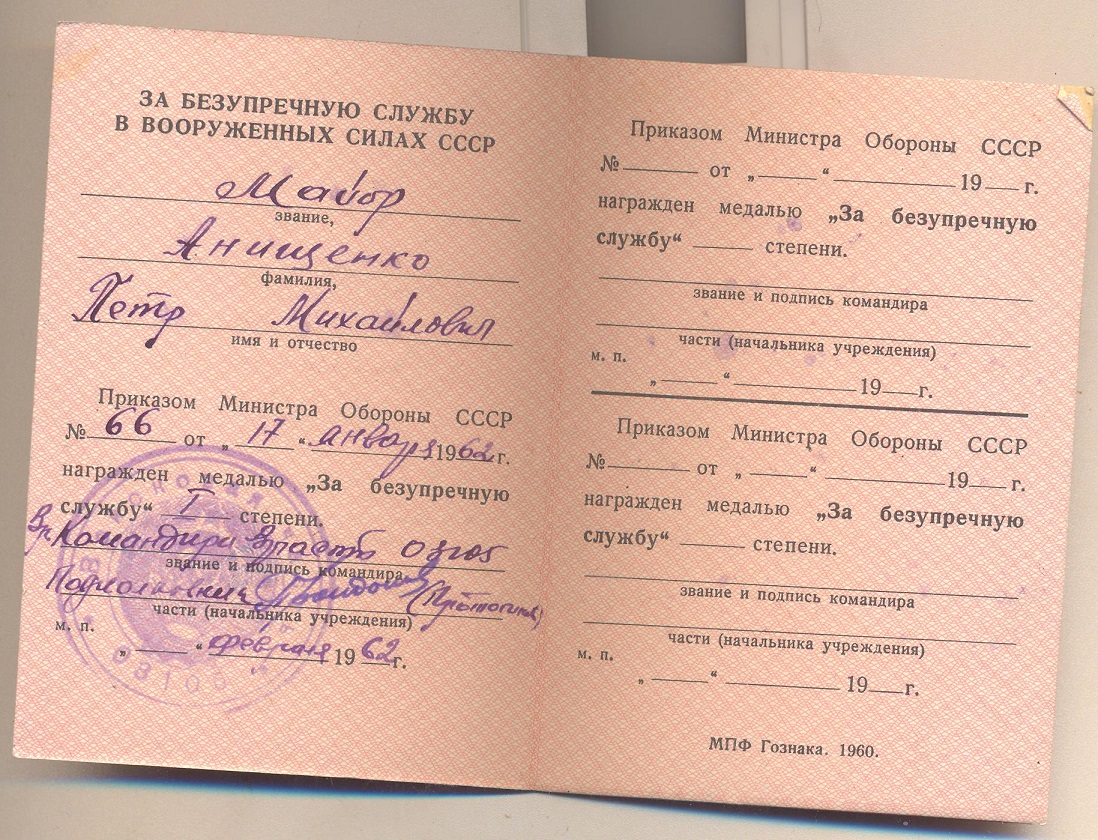 ЗА БЕЗУПРЕЧНУЮ СЛУЖБУ
В ВООРУЖЕННЫХ СИЛАХ СССР
Майор
звание,
Анищенко
фамилия,
Петр Михайлович
имя и отчество
Приказом Министра Обороны СССР
№ 66 от „ 17 “ января 1962 г.
награжден медалью „За безупречную
службу“ I степени.
Вр. Командира
звание и подпись командира
Подполковник
части (начальника учреждения)
м. п.
„ “ февраля 1962 г.
Приказом Министра Обороны СССР
№ от „ “ 19 г.
награжден медалью „За безупречную
службу“ степени.
звание и подпись командира
части (начальника учреждения)
м. п.
„ “ 19 г.
Приказом Министра Обороны СССР
№ от „ “ 19 г.
награжден медалью „За безупречную
службу“ степени.
звание и подпись командира
части (начальника учреждения)
м. п.
„ “ 19 г.
МПФ Гознака. 1960.